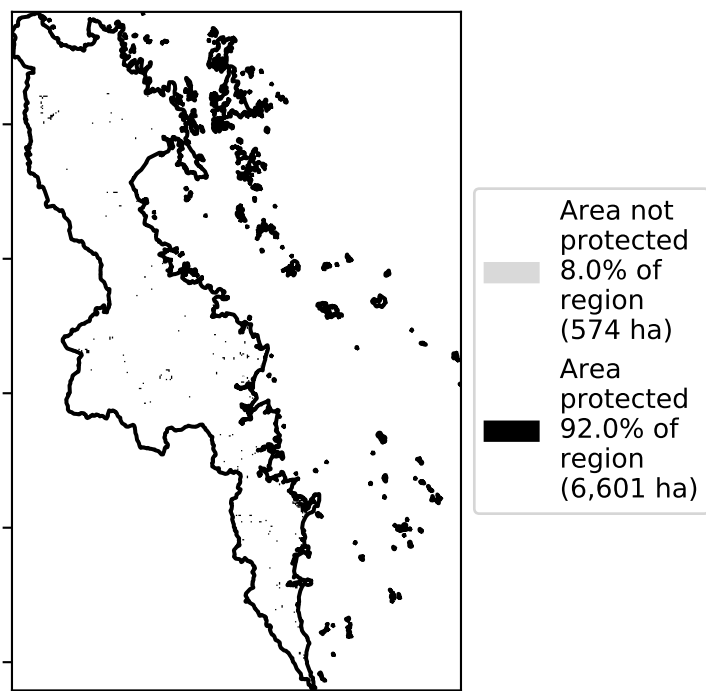 Area not
protected
8.0% of
region
(574 ha)
Area
protected
92.0% of
region
(6,601 ha)